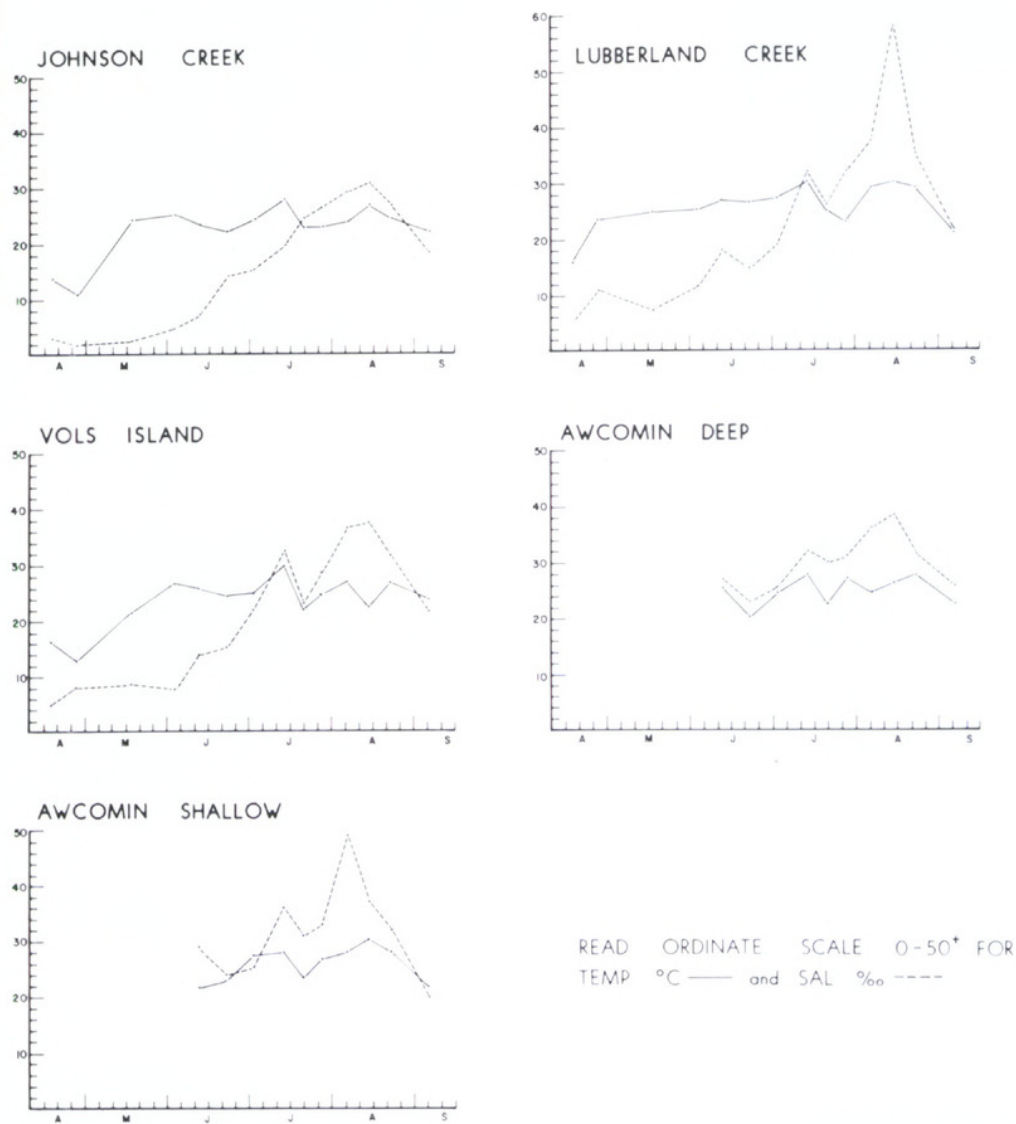 JOHNSON CREEK
50
40
30
20
10
A M J J A S
LUBBERLAND CREEK
60
50
40
30
20
10
A M J J A S
VOLS ISLAND
50
40
30
20
10
A M J J A S
AWCOMIN DEEP
50
40
30
20
10
A M J J A S
AWCOMIN SHALLOW
50
40
30
20
10
A M J J A S
READ ORDINATE SCALE 0-50⁺ FOR
TEMP °C —— and SAL ‰ ----